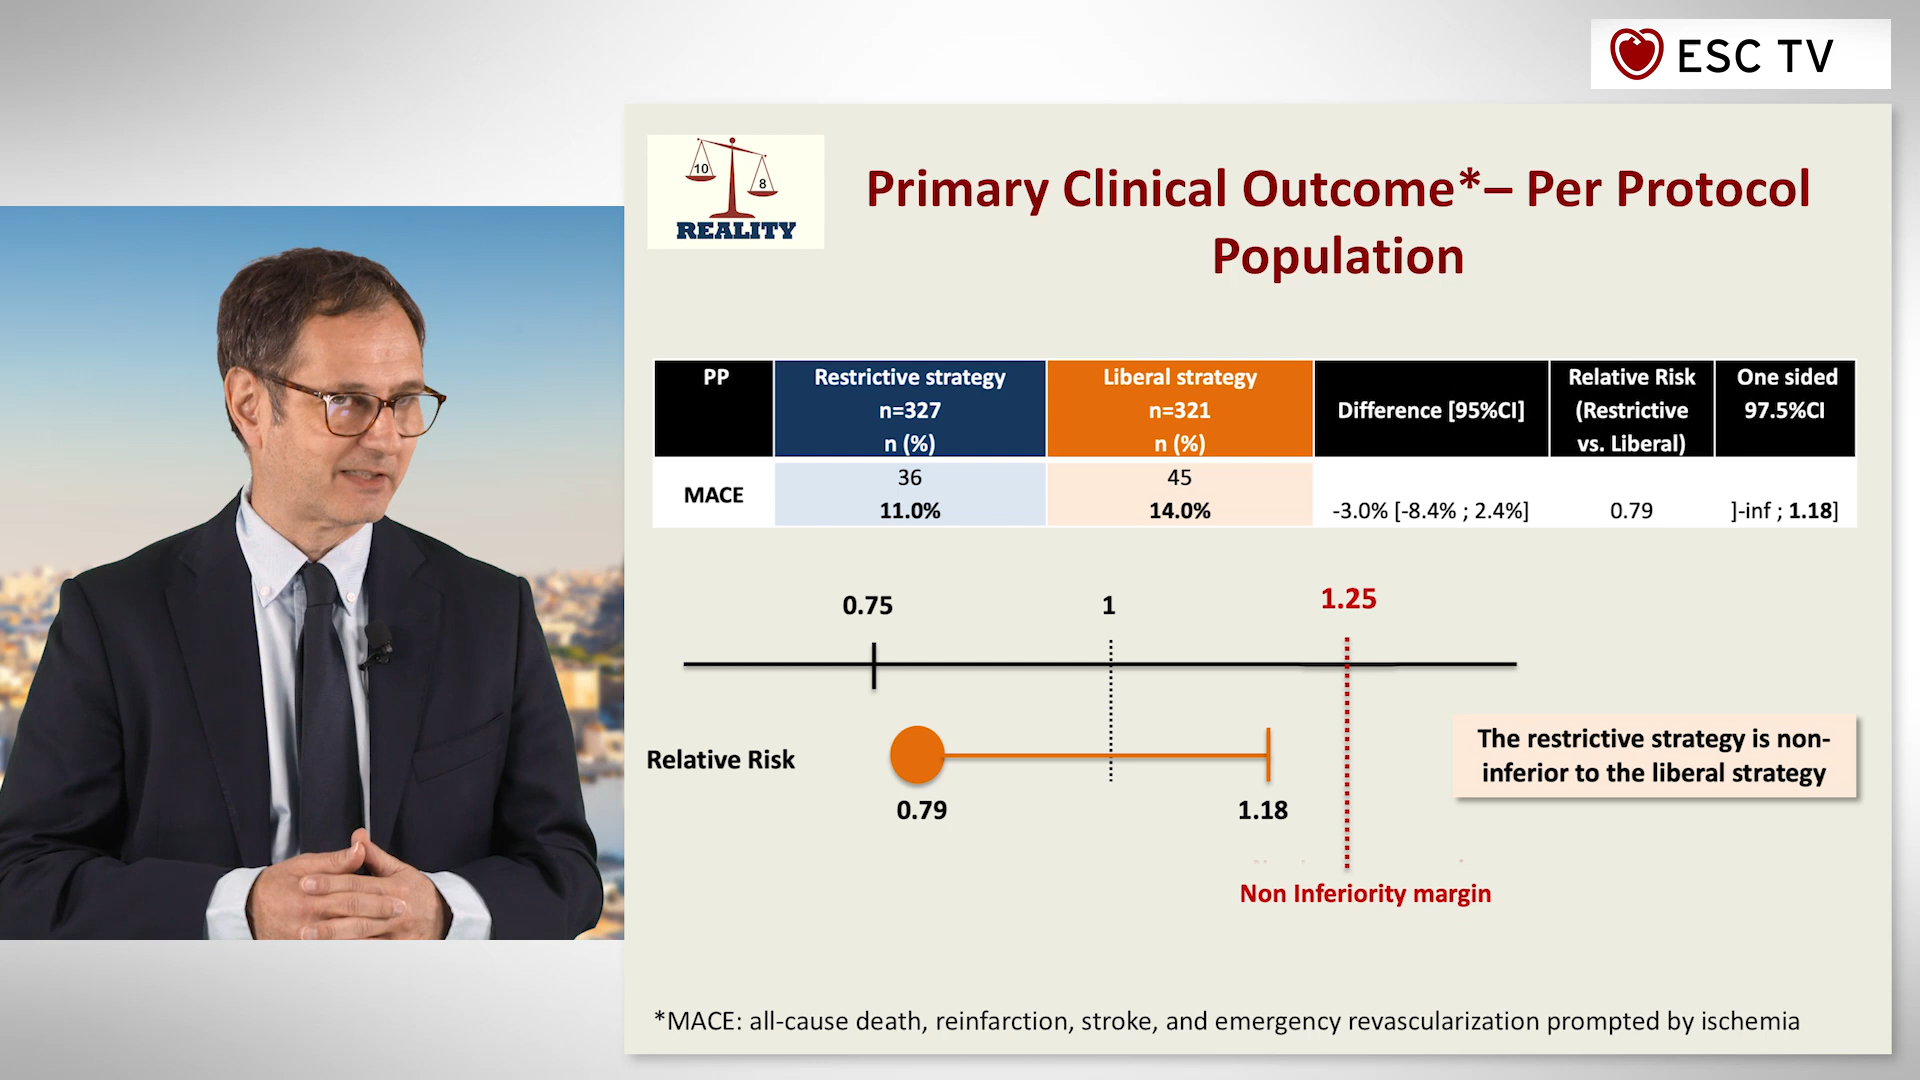 ESC TV
10
8
REALITY
Primary Clinical Outcome*– Per Protocol
Population
PP
Restrictive strategy
n=327
n (%)
Liberal strategy
n=321
n (%)
Difference [95%CI]
Relative Risk
(Restrictive
vs. Liberal)
One sided
97.5%CI
MACE
36
11.0%
45
14.0%
-3.0% [-8.4% ; 2.4%]
0.79
]-inf ; 1.18]
0.75
1
1.25
Relative Risk
0.79
1.18
The restrictive strategy is non-
inferior to the liberal strategy
Non Inferiority margin
*MACE: all-cause death, reinfarction, stroke, and emergency revascularization prompted by ischemia